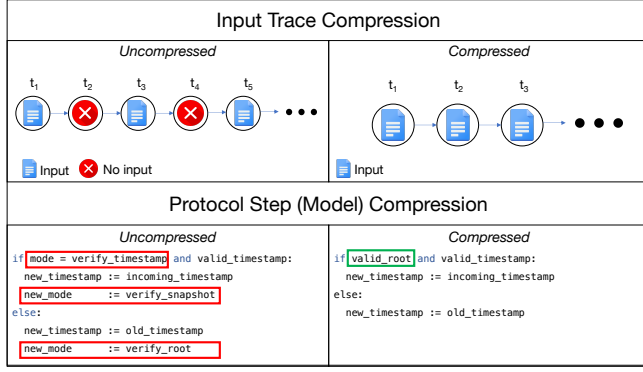 Input Trace Compression
Uncompressed
t1 t2 t3 t4 t5
Input No input
Compressed
t1 t2 t3
Input
Protocol Step (Model) Compression
Uncompressed
if mode = verify_timestamp and valid_timestamp:
new_timestamp := incoming_timestamp
new_mode := verify_snapshot
else:
new_timestamp := old_timestamp
new_mode := verify_root
Compressed
if valid_root and valid_timestamp:
new_timestamp := incoming_timestamp
else:
new_timestamp := old_timestamp